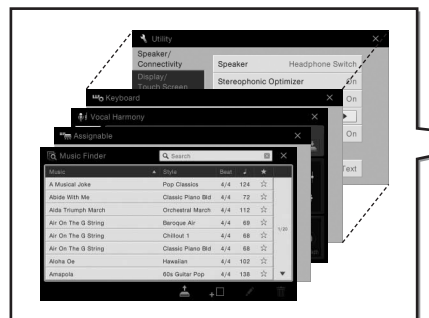 Utility
Speaker/
Connectivity
Speaker Headphone Switch
Display/
Touch Screen
Stereophonic Optimizer On
On
On
Text
Keyboard
Vocal Harmony
Assignable
Music Finder Search
Music Style Beat ★
A Musical Joke Pop Classics 4/4 124 ☆
Abide With Me Classic Piano Bld 4/4 72 ☆
Aida Triumph March Orchestral March 4/4 112 ☆
Air On The G String Baroque Air 4/4 69 ☆
Air On The G String Chillout 1 4/4 68 ☆
Air On The G String Classic Piano Bld 4/4 68 ☆
Aloha Oe Hawaiian 4/4 102 ☆
Amapola 60s Guitar Pop 4/4 138 ☆
1/20